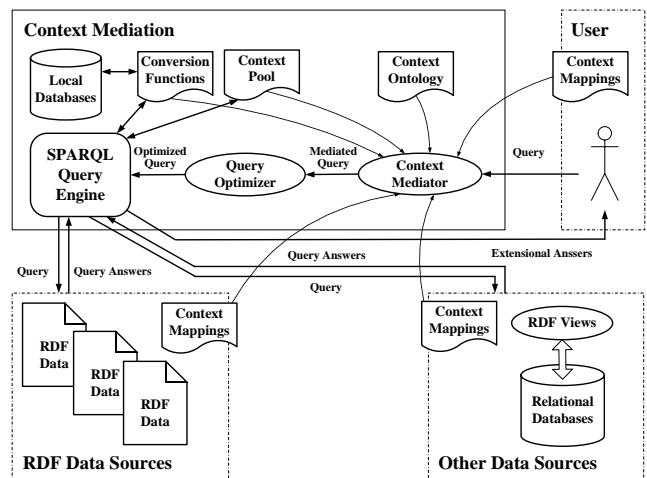 Context Mediation
User
Local
Databases
Conversion
Functions
Context
Pool
Context
Ontology
Context
Mappings
SPARQL
Query
Engine
Optimized
Query
Query
Optimizer
Mediated
Query
Context
Mediator
Query
Extensional Anssers
Query
Query Answers
Query Answers
Query
RDF
Data
RDF
Data
RDF
Data
Context
Mappings
Context
Mappings
RDF Views
Relational
Databases
RDF Data Sources
Other Data Sources